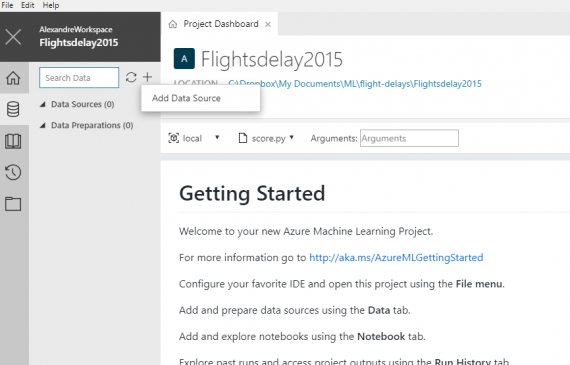 File Edit Help
AlexandreWorkspace
Flightsdelay2015
Search Data
Add Data Source
Data Sources (0)
Data Preparations (0)
Project Dashboard
A Flightsdelay2015
LOCATION C:\Dropbox\My Documents\ML\flight-delays\Flightsdelay2015
local score.py Arguments: Arguments
Getting Started
Welcome to your new Azure Machine Learning Project.
For more information go to http://aka.ms/AzureMLGettingStarted
Configure your favorite IDE and open this project using the File menu.
Add and prepare data sources using the Data tab.
Add and explore notebooks using the Notebook tab.
Explore past runs and access project outputs using the Run History tab.